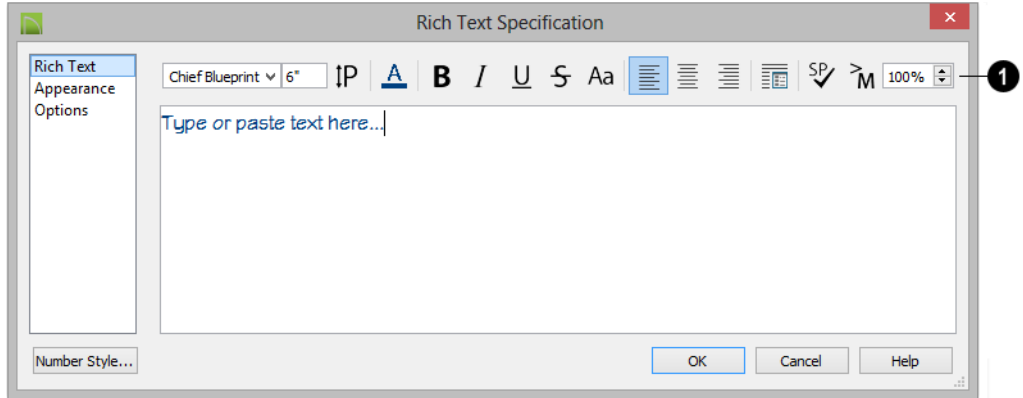 Rich Text Specification
Rich Text
Appearance
Options
Chief Blueprint 6" P A B I U S Aa SP >M 100% 1
Type or paste text here...
Number Style...
OK Cancel Help